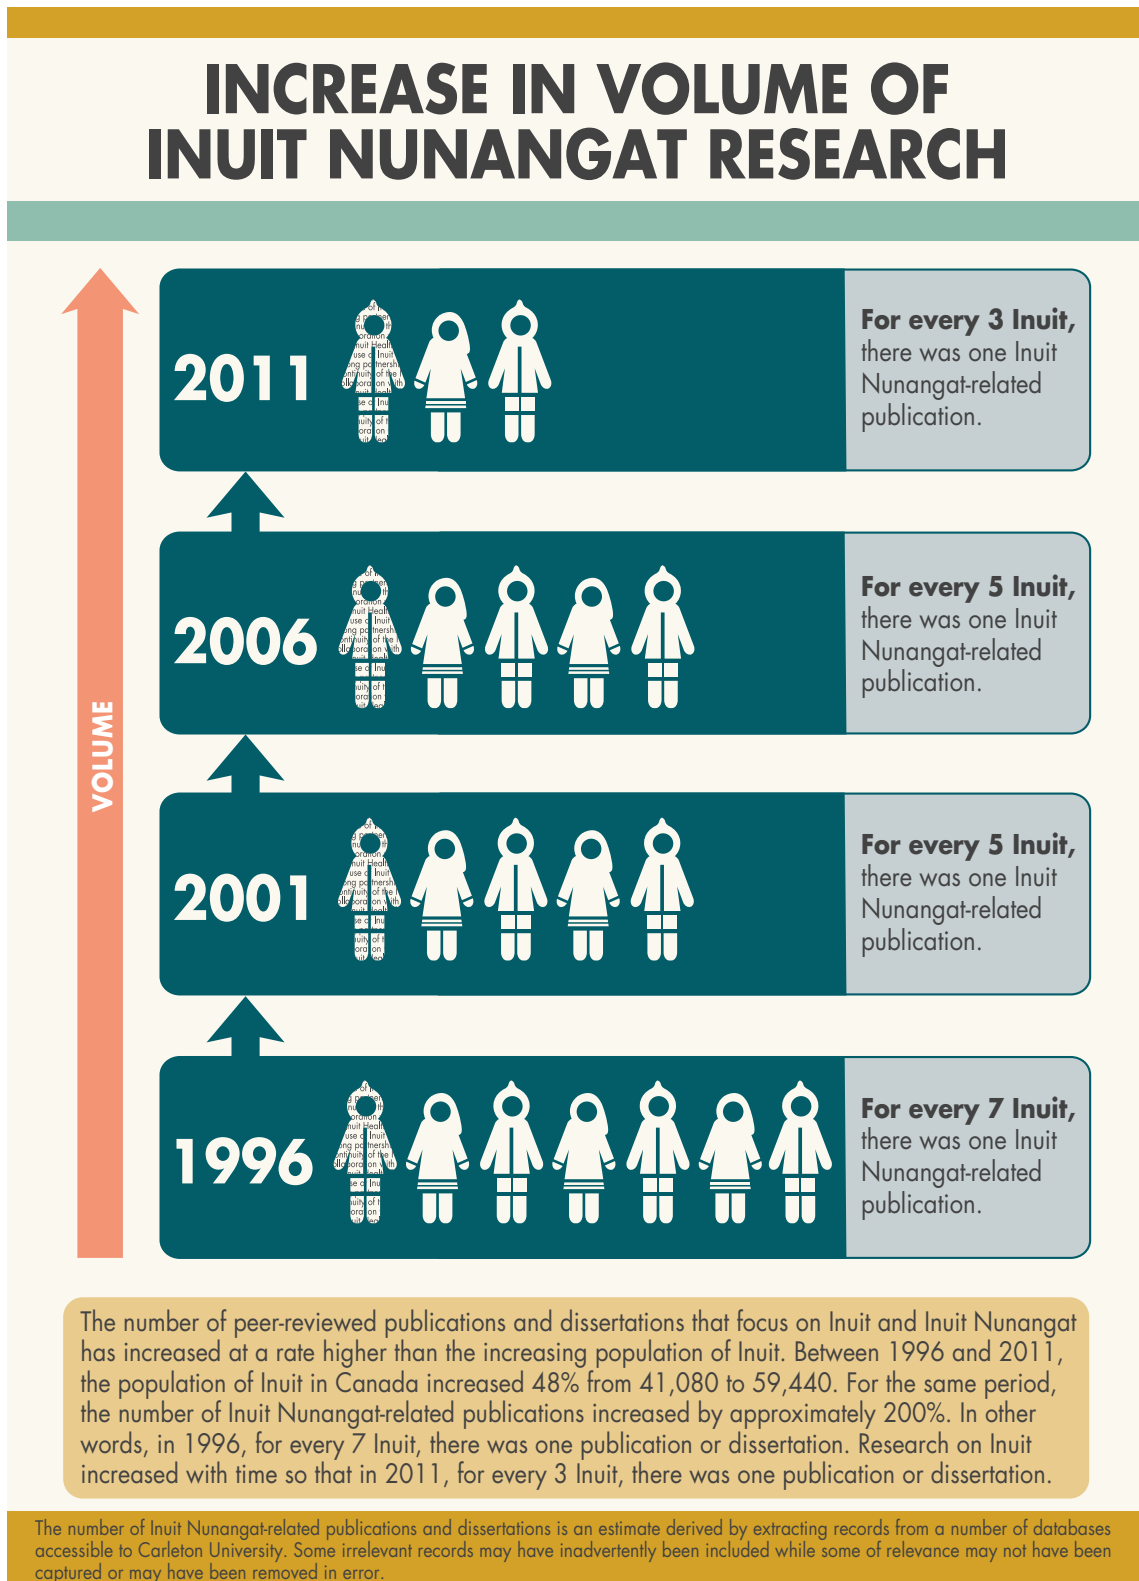 INCREASE IN VOLUME OF
INUIT NUNANGAT RESEARCH
VOLUME
2011
For every 3 Inuit,
there was one Inuit
Nunangat-related
publication.
2006
For every 5 Inuit,
there was one Inuit
Nunangat-related
publication.
2001
For every 5 Inuit,
there was one Inuit
Nunangat-related
publication.
1996
For every 7 Inuit,
there was one Inuit
Nunangat-related
publication.
The number of peer-reviewed publications and dissertations that focus on Inuit and Inuit Nunangat
has increased at a rate higher than the increasing population of Inuit. Between 1996 and 2011,
the population of Inuit in Canada increased 48% from 41,080 to 59,440. For the same period,
the number of Inuit Nunangat-related publications increased by approximately 200%. In other
words, in 1996, for every 7 Inuit, there was one publication or dissertation. Research on Inuit
increased with time so that in 2011, for every 3 Inuit, there was one publication or dissertation.
The number of Inuit Nunangat-related publications and dissertations is an estimate derived by extracting records from a number of databases
accessible to Carleton University. Some irrelevant records may have inadvertently been included while some of relevance may not have been
captured or may have been removed in error.